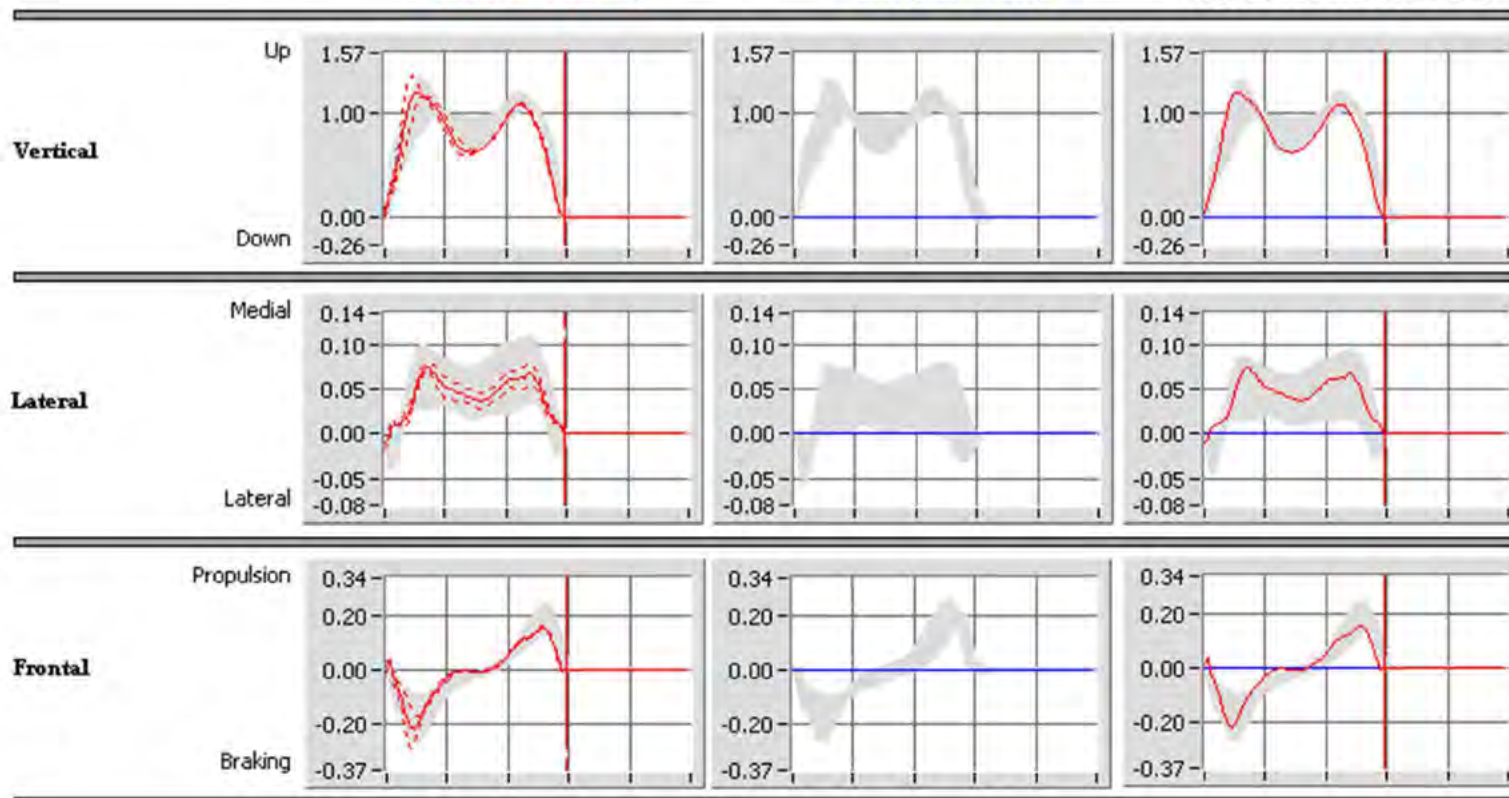 Up 1.57 1.57 1.57
1.00 1.00 1.00
Vertical
0.00 0.00 0.00
Down -0.26 -0.26 -0.26
Medial 0.14 0.14 0.14
0.10 0.10 0.10
0.05 0.05 0.05
Lateral
0.00 0.00 0.00
-0.05 -0.05 -0.05
Lateral -0.08 -0.08 -0.08
Propulsion 0.34 0.34 0.34
0.20 0.20 0.20
Frontal 0.00 0.00 0.00
-0.20 -0.20 -0.20
Braking -0.37 -0.37 -0.37